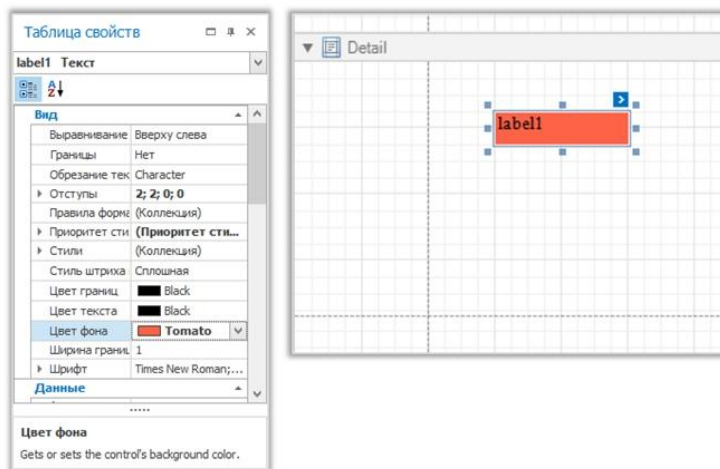 Таблица свойств
label1 Текст
Вид
Выравнивание Вверху слева
Границы Нет
Обрезание тек Character
Отступы 2; 2; 0; 0
Правила форма (Коллекция)
Приоритет сти (Приоритет сти...
Стили (Коллекция)
Стиль штриха Сплошная
Цвет границ Black
Цвет текста Black
Цвет фона Tomato
Ширина границ 1
Шрифт Times New Roman;...
Данные
Цвет фона
Gets or sets the control's background color.
Detail
label1